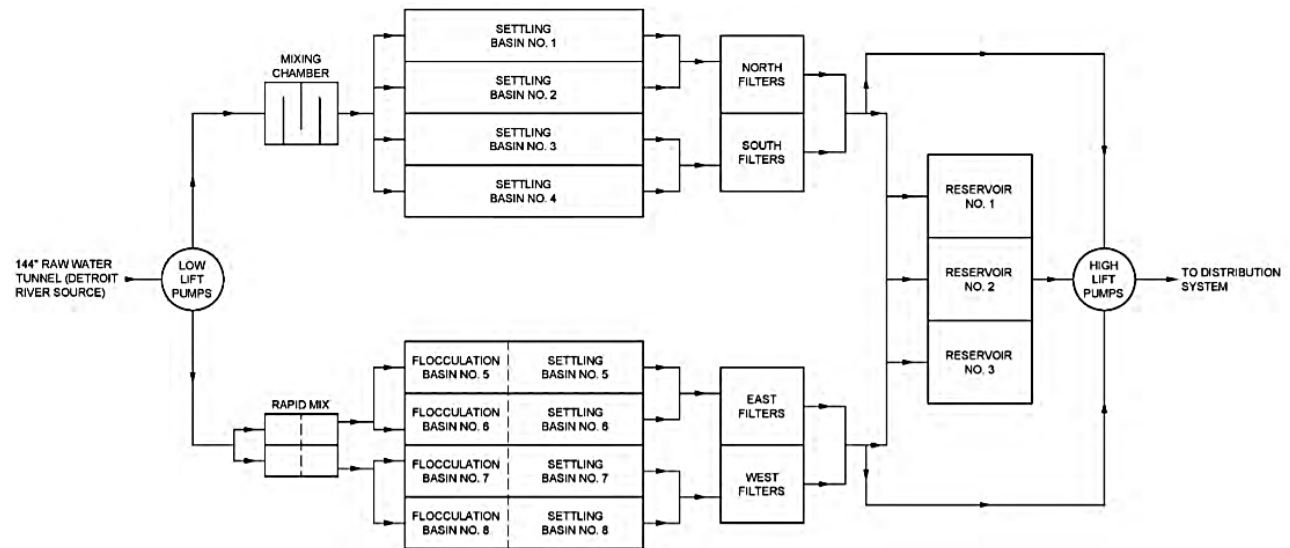 SETTLING
BASIN NO. 1
SETTLING
BASIN NO. 2
SETTLING
BASIN NO. 3
SETTLING
BASIN NO. 4
MIXING
CHAMBER
NORTH
FILTERS
SOUTH
FILTERS
RESERVOIR
NO. 1
RESERVOIR
NO. 2
RESERVOIR
NO. 3
144" RAW WATER
TUNNEL (DETROIT
RIVER SOURCE)
LOW
LIFT
PUMPS
HIGH
LIFT
PUMPS
TO DISTRIBUTION
SYSTEM
RAPID MIX
FLOCCULATION
BASIN NO. 5
SETTLING
BASIN NO. 5
FLOCCULATION
BASIN NO. 6
SETTLING
BASIN NO. 6
FLOCCULATION
BASIN NO. 7
SETTLING
BASIN NO. 7
FLOCCULATION
BASIN NO. 8
SETTLING
BASIN NO. 8
EAST
FILTERS
WEST
FILTERS